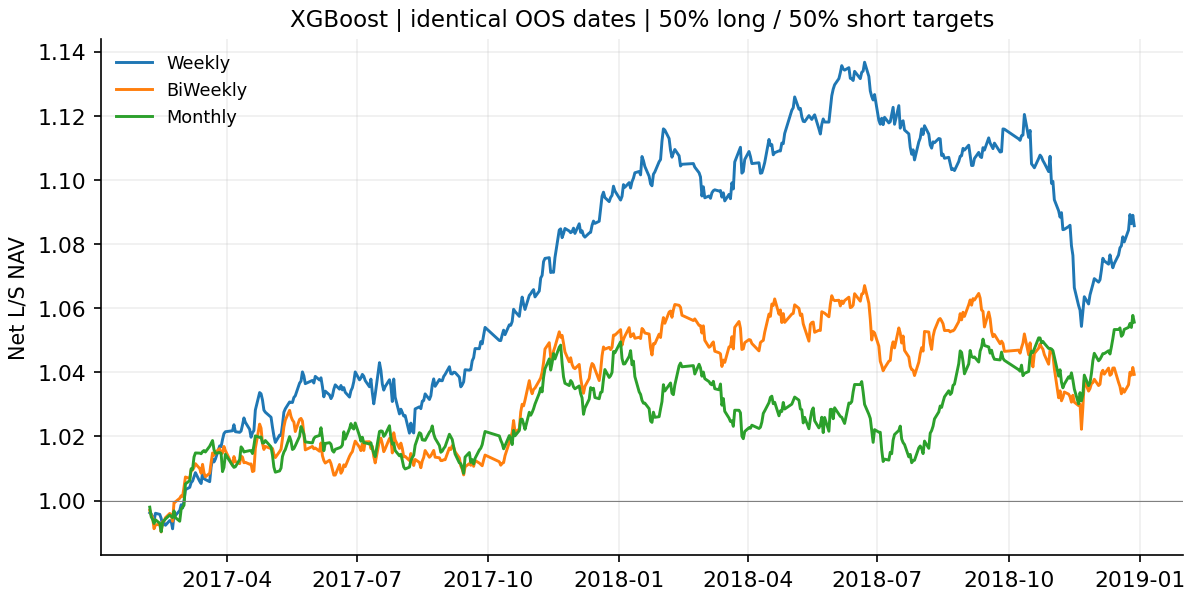 XGBoost | identical OOS dates | 50% long / 50% short targets
Weekly
BiWeekly
Monthly
Net L/S NAV
1.14
1.12
1.10
1.08
1.06
1.04
1.02
1.00
2017-04 2017-07 2017-10 2018-01 2018-04 2018-07 2018-10 2019-01